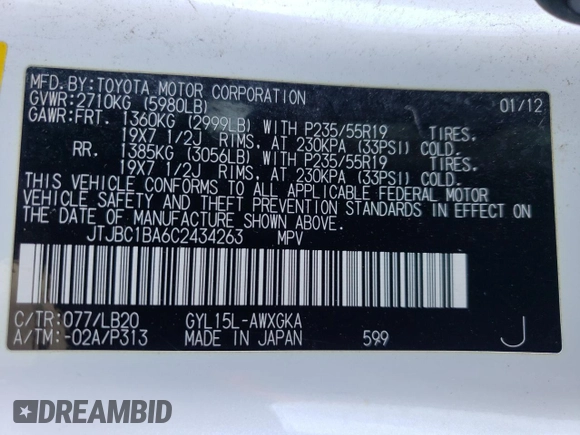 MFD. BY: TOYOTA MOTOR CORPORATION 01/12
GVWR: 2710KG (5980LB)
GAWR: FRT. 1360KG (2999LB) WITH P235/55R19 TIRES.
19X7 1/2J RIMS, AT 230KPA (33PSI) COLD.
RR. 1385KG (3056LB) WITH P235/55R19 TIRES.
19X7 1/2J RIMS, AT 230KPA (33PSI) COLD.
THIS VEHICLE CONFORMS TO ALL APPLICABLE FEDERAL MOTOR
VEHICLE SAFETY AND THEFT PREVENTION STANDARDS IN EFFECT ON
THE DATE OF MANUFACTURE SHOWN ABOVE.
JTJBC1BA6C2434263 MPV
C/TR: 077/LB20 GYL15L-AWXGKA
A/TM: -02A/P313 MADE IN JAPAN 599 J
DREAMBID